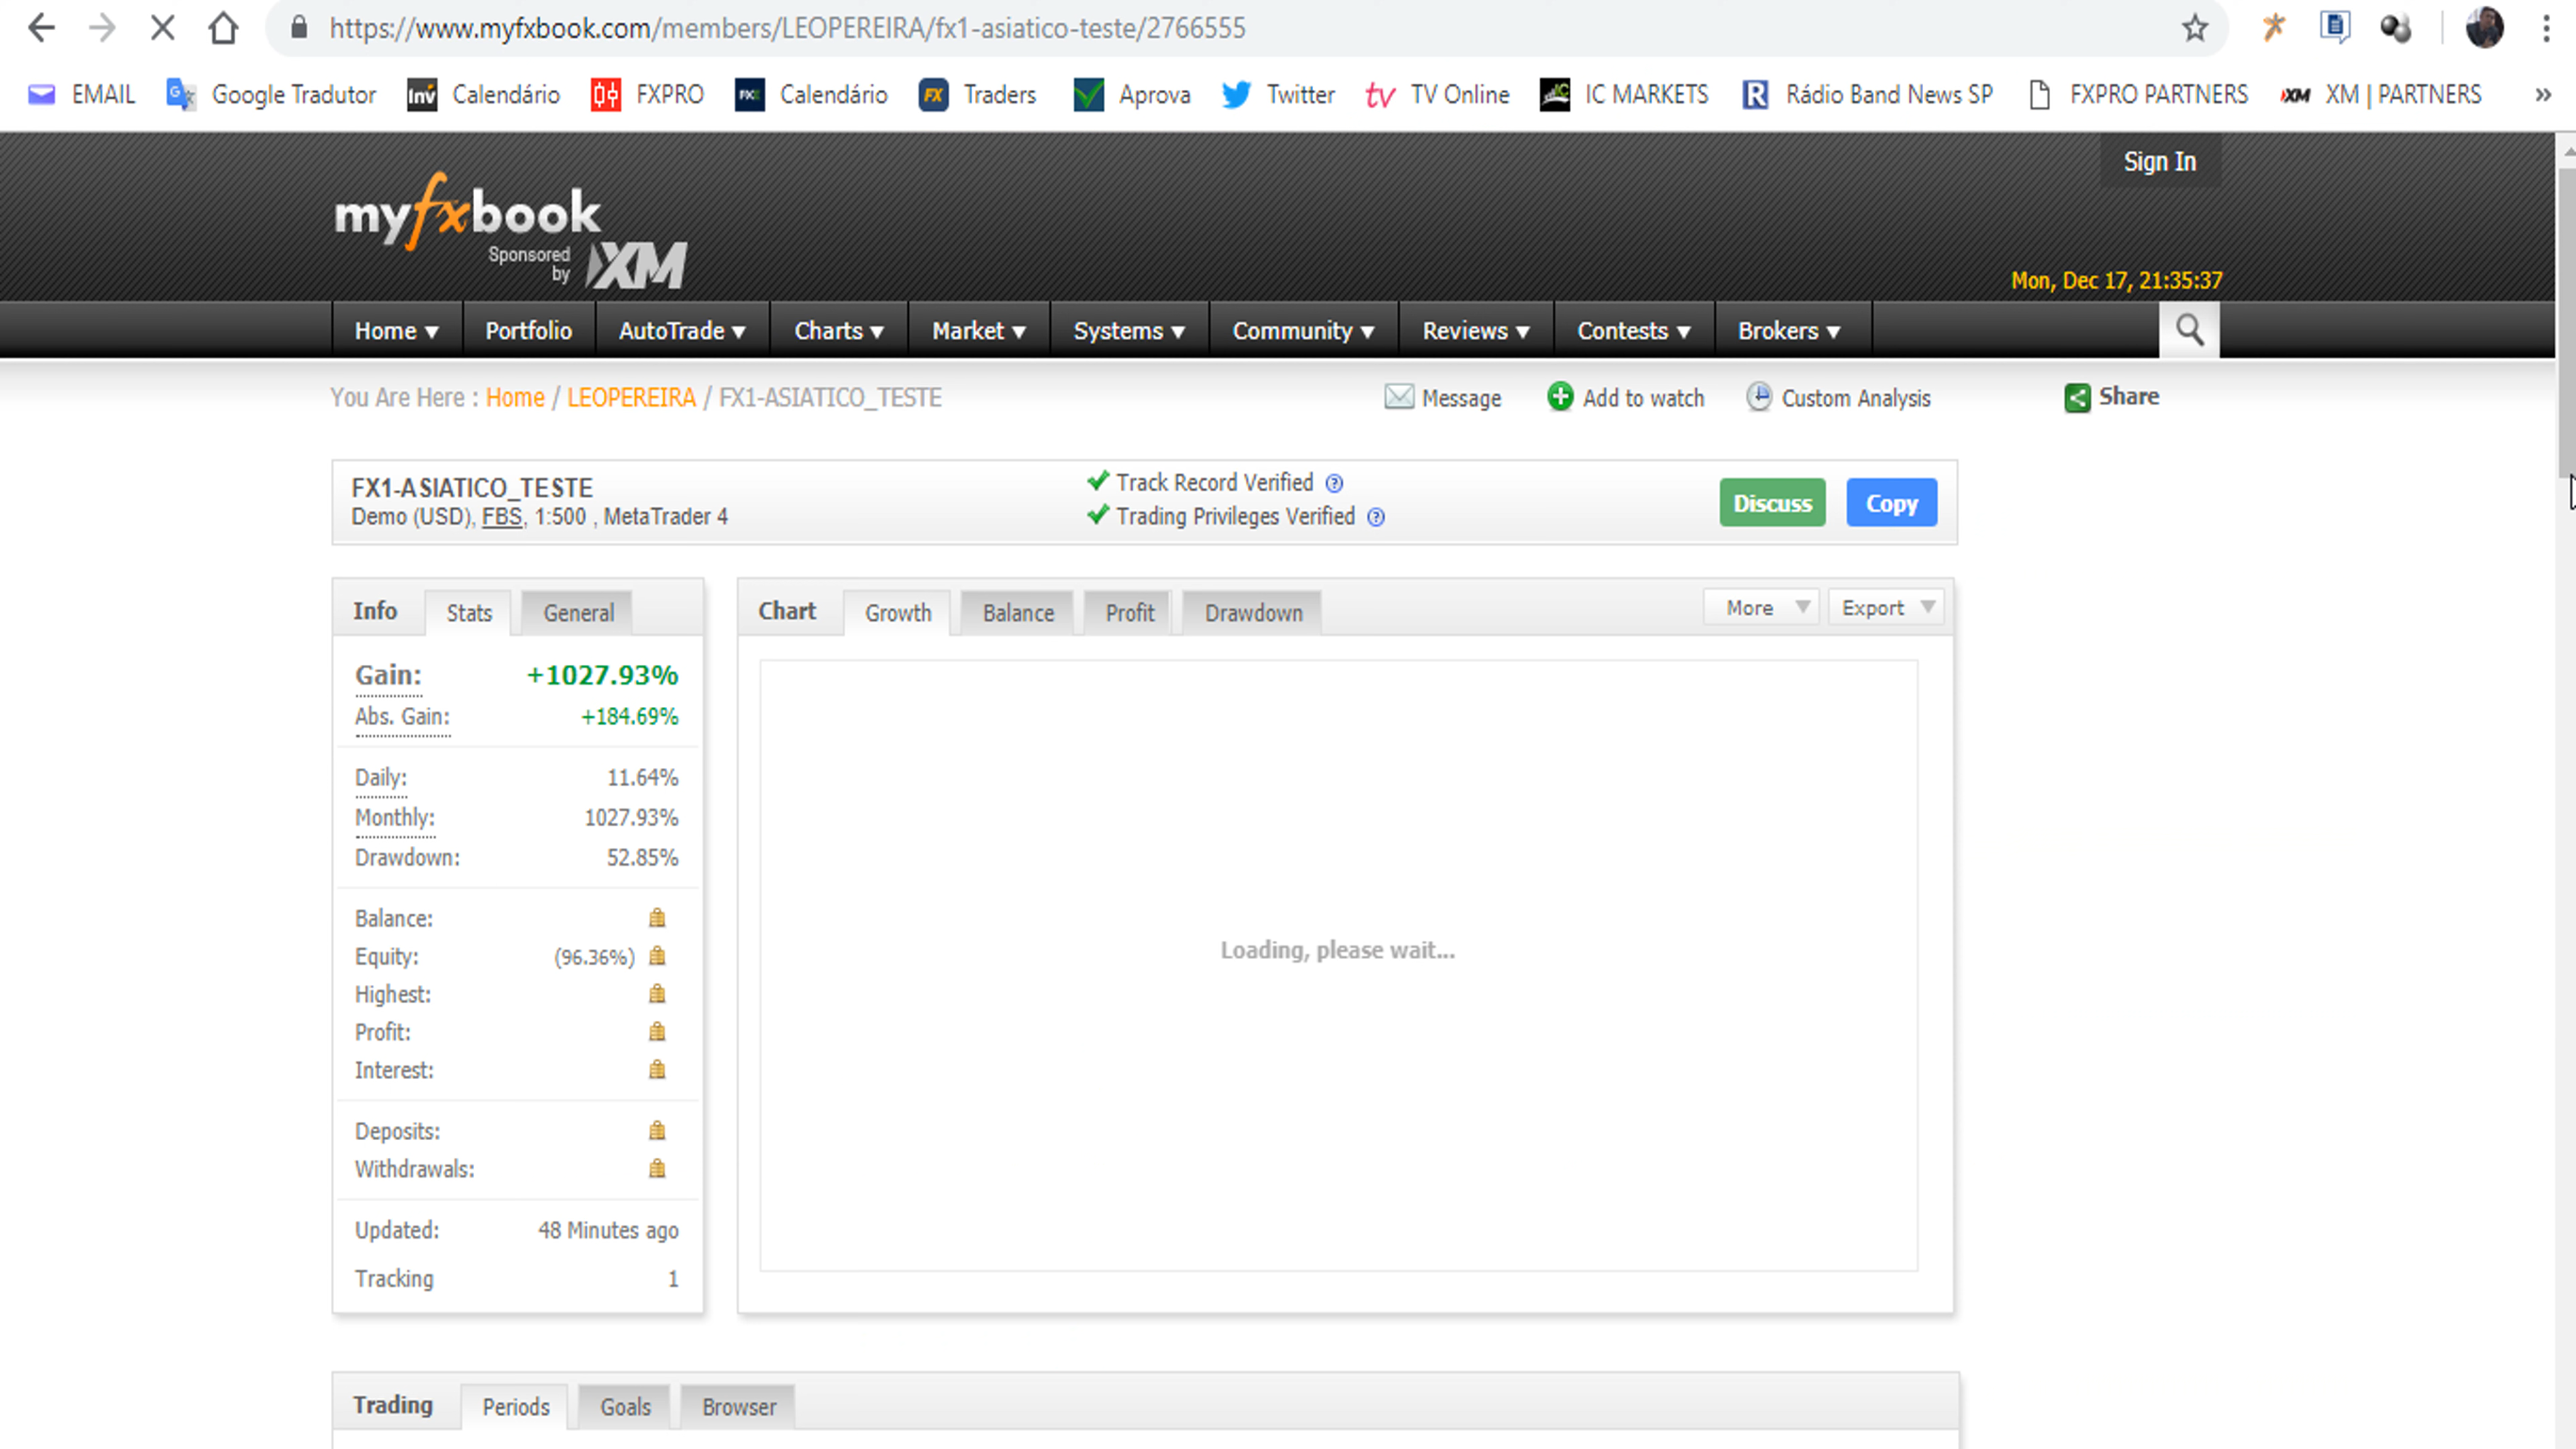 https://www.myfxbook.com/members/LEOPEREIRA/fx1-asiatico-teste/2766555
EMAIL Google Tradutor Inv Calendário FXPRO FX Calendário FX Traders Aprova Twitter tv TV Online IC IC MARKETS R Rádio Band News SP FXPRO PARTNERS XM XM | PARTNERS »
Sign In
myfxbook
Sponsored by XM
Mon, Dec 17, 21:35:37
Home ▼ Portfolio AutoTrade ▼ Charts ▼ Market ▼ Systems ▼ Community ▼ Reviews ▼ Contests ▼ Brokers ▼
You Are Here : Home / LEOPEREIRA / FX1-ASIATICO_TESTE Message Add to watch Custom Analysis Share
FX1-ASIATICO_TESTE Track Record Verified ?
Demo (USD), FBS, 1:500 , MetaTrader 4 Trading Privileges Verified ?
Discuss Copy
Info Stats General
Gain: +1027.93%
Abs. Gain: +184.69%
Daily: 11.64%
Monthly: 1027.93%
Drawdown: 52.85%
Balance:
Equity: (96.36%)
Highest:
Profit:
Interest:
Deposits:
Withdrawals:
Updated: 48 Minutes ago
Tracking 1
Chart Growth Balance Profit Drawdown More ▼ Export ▼
Loading, please wait...
Trading Periods Goals Browser